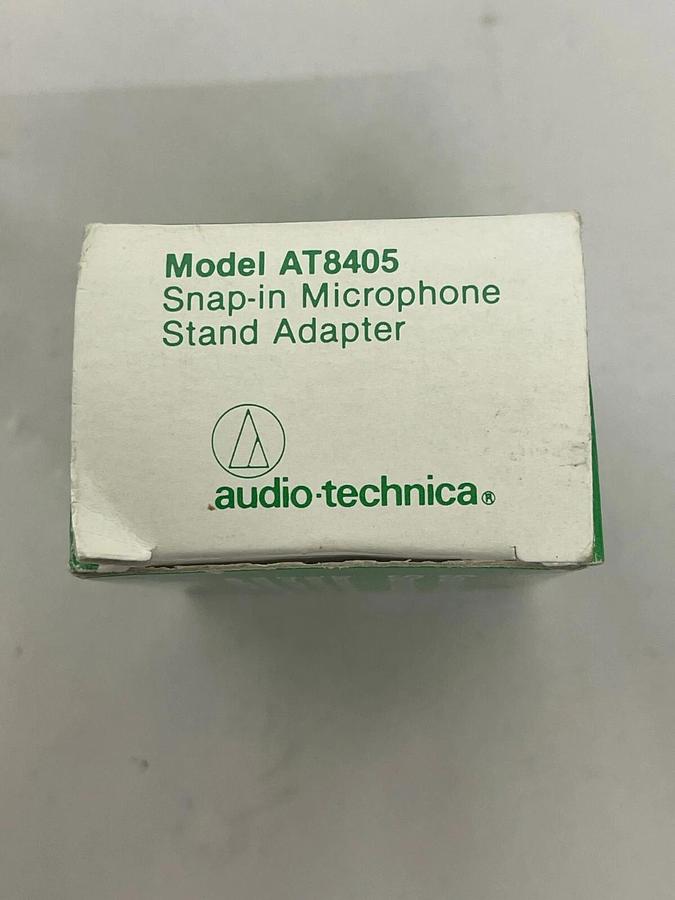 Model AT8405
Snap-in Microphone
Stand Adapter
audio-technica®